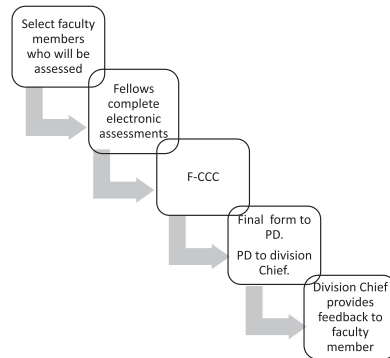 Select faculty
members
who will be
assessed
Fellows
complete
electronic
assessments
F-CCC
Final form to
PD.
PD to division
Chief.
Division Chief
provides
feedback to
faculty
member